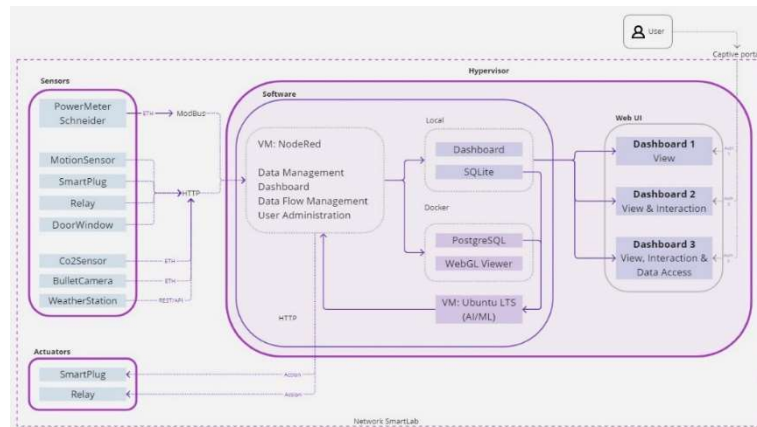 User
Captive portal
Hypervisor
Sensors
Software
PowerMeter
Schneider
ETH
ModBus
Local
Web UI
VM: NodeRed
Data Management
Dashboard
Data Flow Management
User Administration
Dashboard
SQLite
Dashboard 1
View
MotionSensor
SmartPlug
Relay
DoorWindow
HTTP
Dashboard 2
View & Interaction
Docker
PostgreSQL
WebGL Viewer
Dashboard 3
View, Interaction &
Data Access
Co2Sensor
ETH
BulletCamera
ETH
WeatherStation
REST/API
VM: Ubuntu LTS
(AI/ML)
HTTP
Actuators
SmartPlug
Action
Relay
Action
Network SmartLab